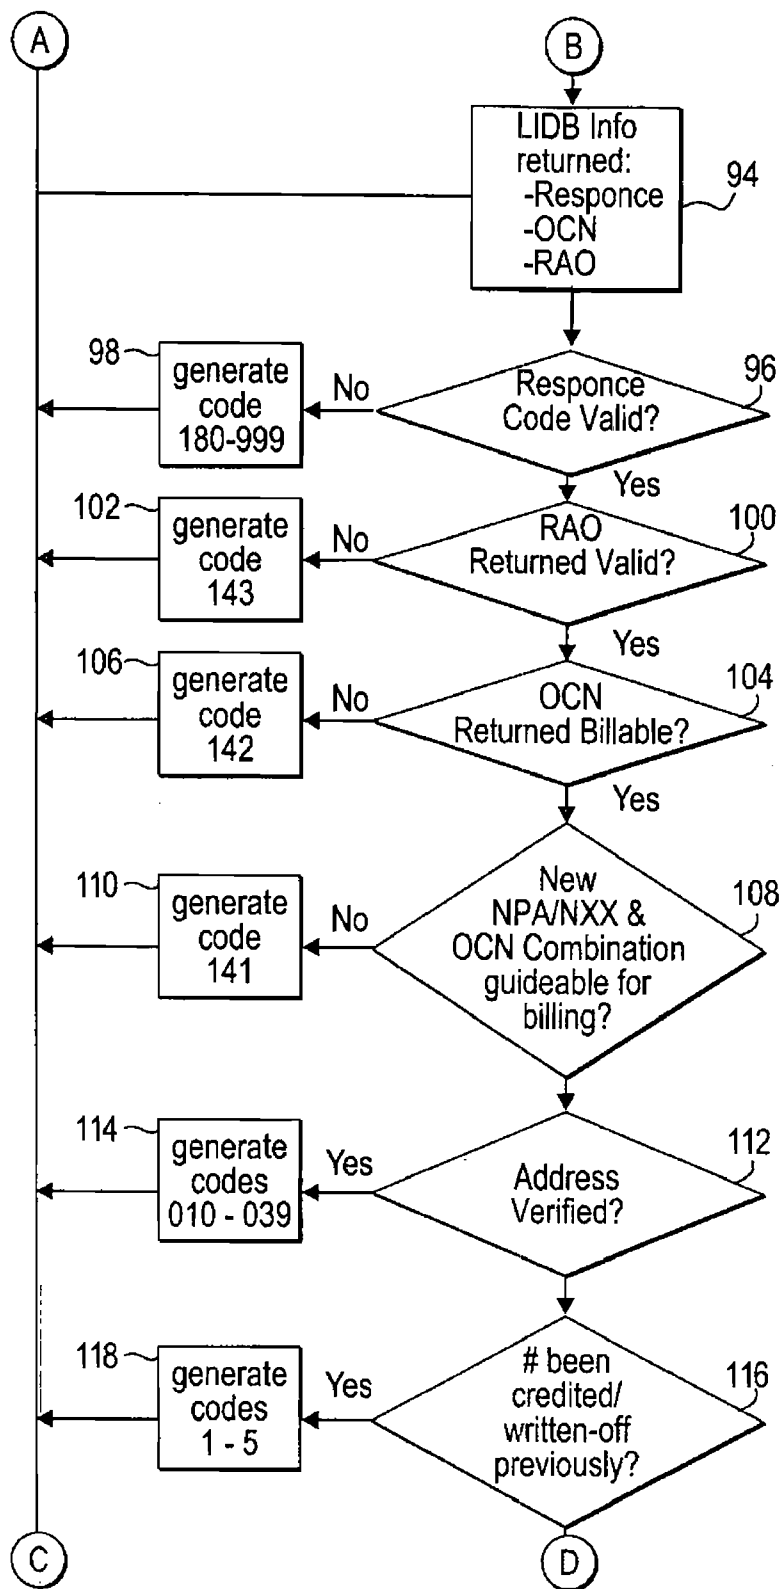 A
B
LIDB Info
returned:
-Responce
-OCN
-RAO
94
98
generate
code
180-999
No
Responce
Code Valid?
96
Yes
102
generate
code
143
No
RAO
Returned Valid?
100
Yes
106
generate
code
142
No
OCN
Returned Billable?
104
Yes
110
generate
code
141
No
New
NPA/NXX &
OCN Combination
guideable for
billing?
108
114
generate
codes
010 - 039
Yes
Address
Verified?
112
118
generate
codes
1 - 5
Yes
# been
credited/
written-off
previously?
116
C
D